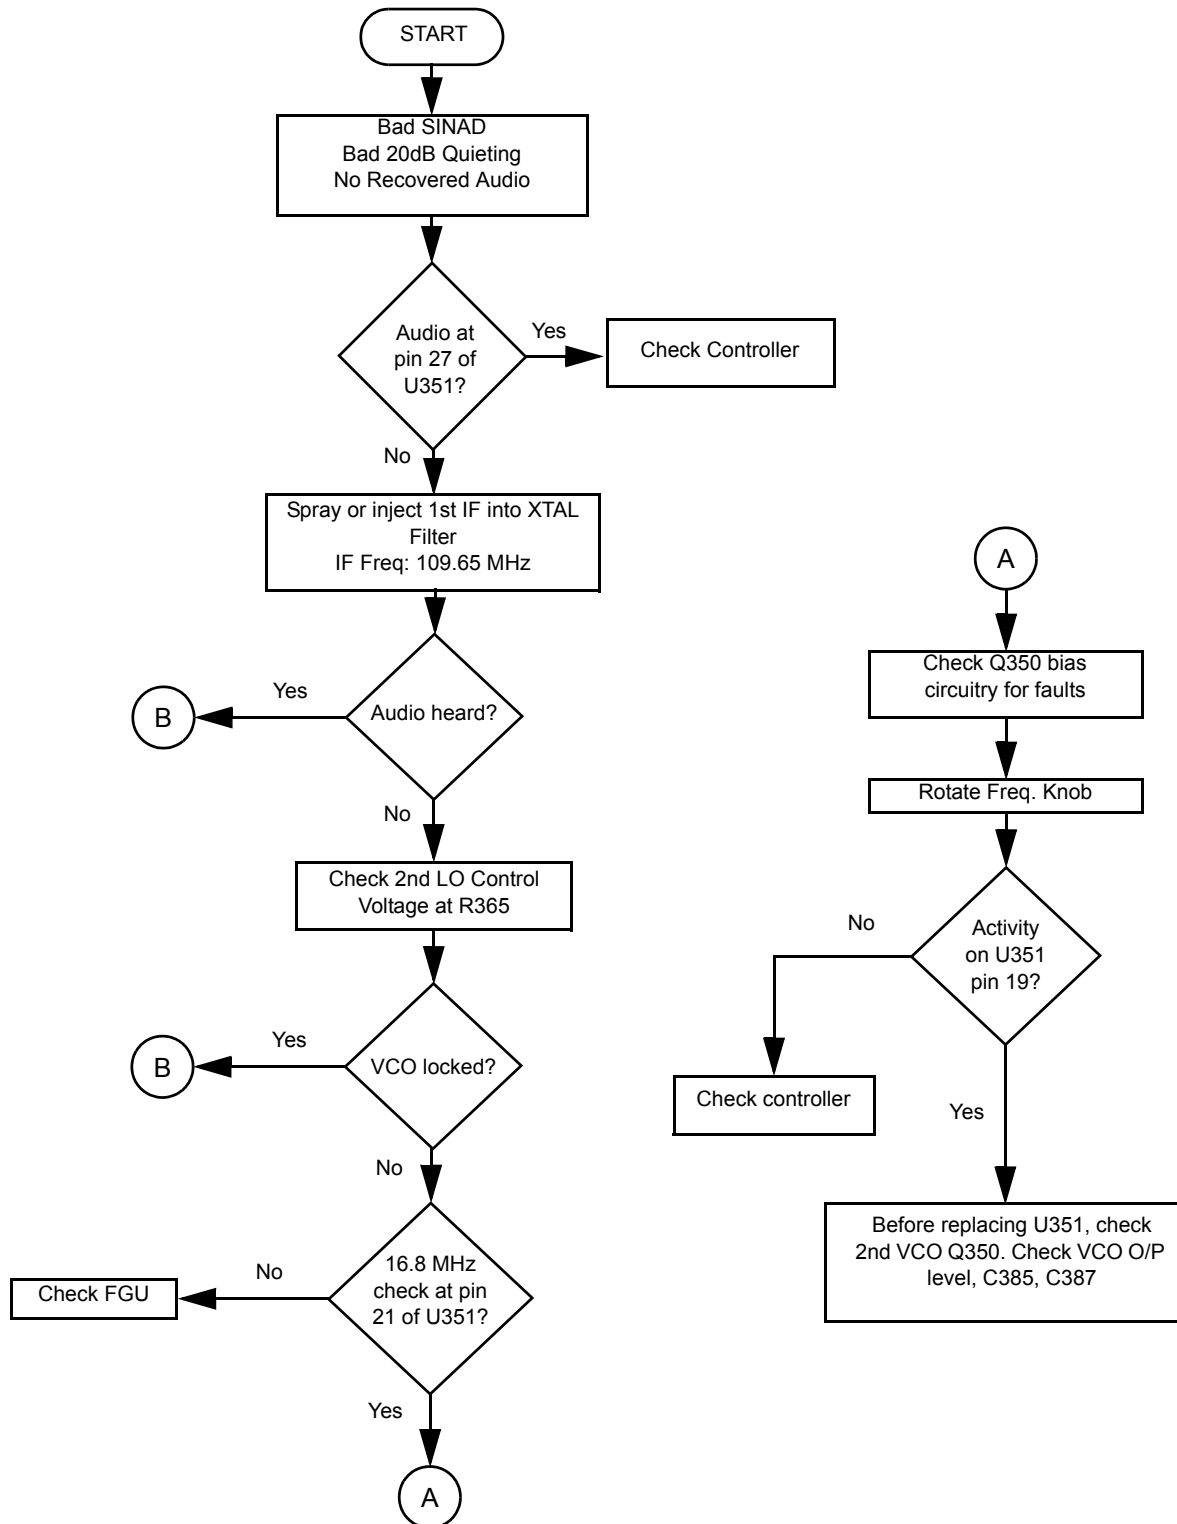 START
Bad SINAD
Bad 20dB Quieting
No Recovered Audio
Audio at
pin 27 of
U351?
Yes
Check Controller
No
Spray or inject 1st IF into XTAL
Filter
IF Freq: 109.65 MHz
Audio heard?
Yes
B
No
Check 2nd LO Control
Voltage at R365
VCO locked?
Yes
B
No
16.8 MHz
check at pin
21 of U351?
No
Check FGU
Yes
A
A
Check Q350 bias
circuitry for faults
Rotate Freq. Knob
Activity
on U351
pin 19?
No
Check controller
Yes
Before replacing U351, check
2nd VCO Q350. Check VCO O/P
level, C385, C387